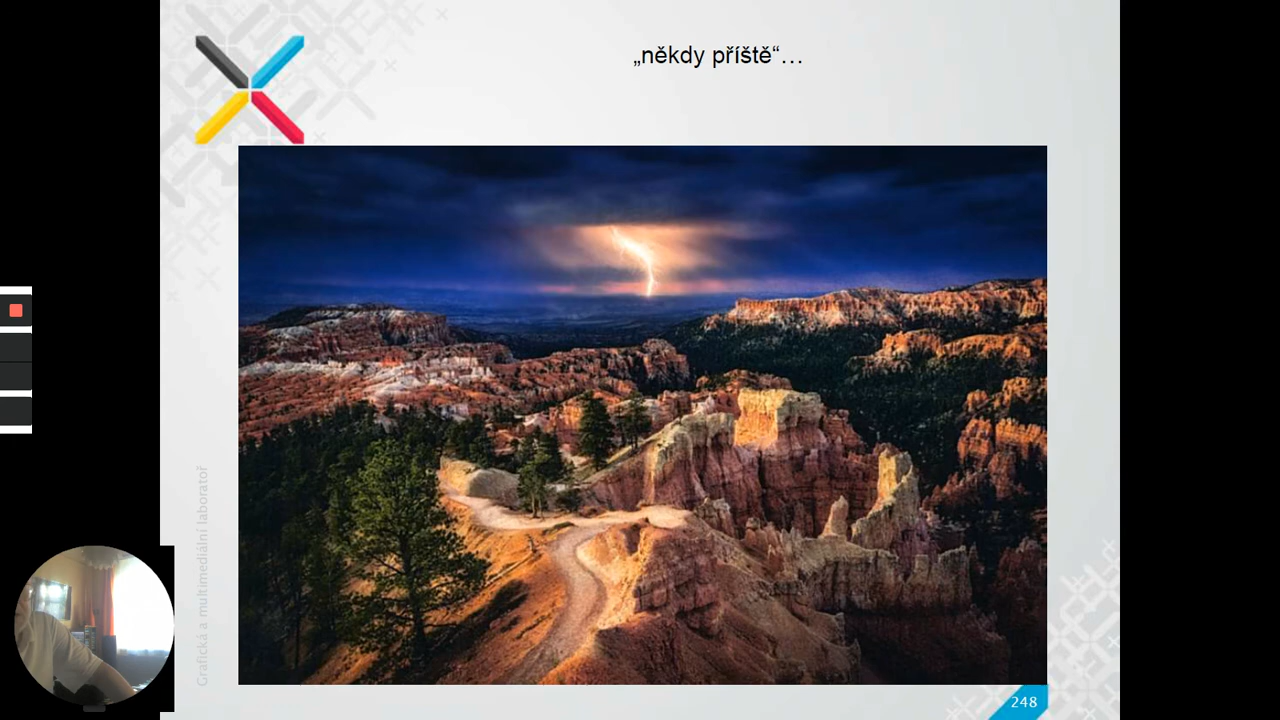 „někdy příště“…
Grafická a multimediální laboratoř
248